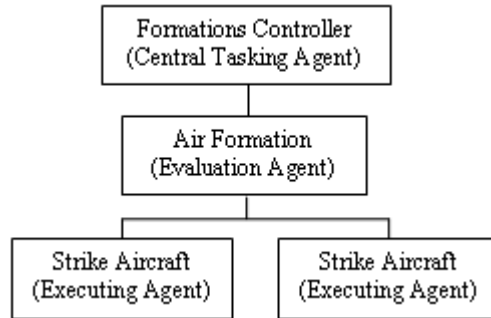 Formations Controller
(Central Tasking Agent)
Air Formation
(Evaluation Agent)
Strike Aircraft
(Executing Agent)
Strike Aircraft
(Executing Agent)